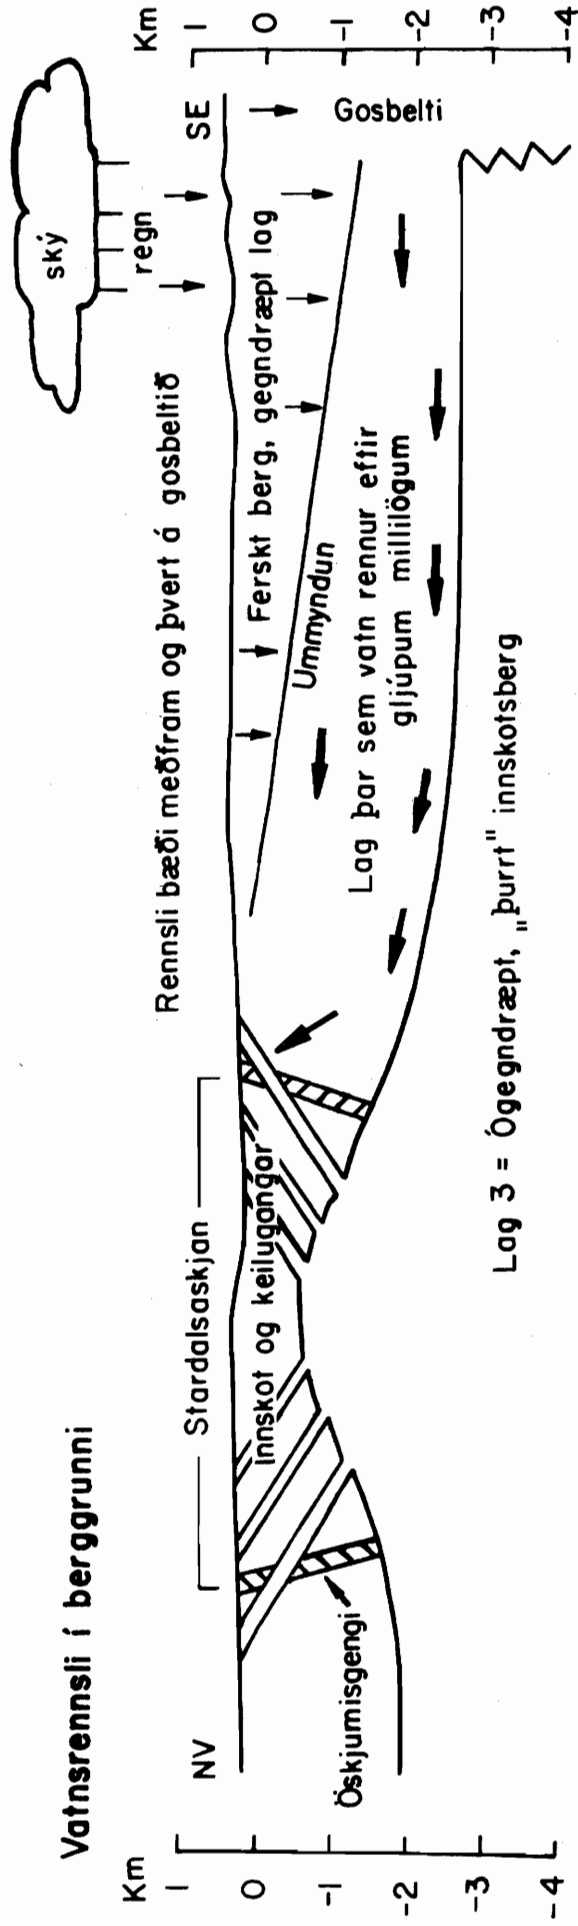 Vatnsrennsli í berggrunni
ský
regn
Rennsli bæði meðfram og þvert á gosbeltið
Km
1
0
-1
-2
-3
-4
NV
Stardalsaskjan
SE
Km
1
0
-1
-2
-3
-4
Innskot og keilugangar
Ferskt berg, gegndræpt log
Gosbelti
Ummyndun
Öskjumisgengi
Lag þar sem vatn rennur eftir
gljúpum millilögum
Lag 3 = Ógegndræpt, „þurrt" innskotsberg